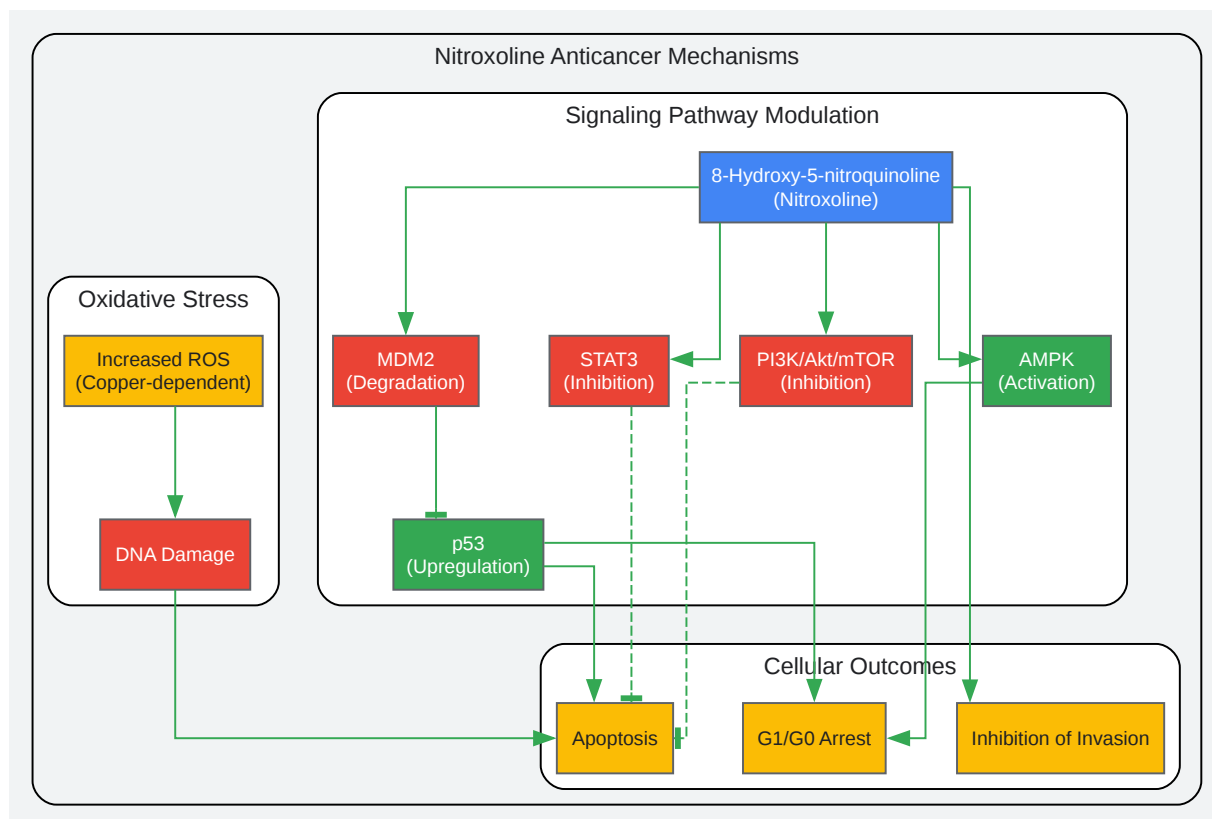 Nitroxoline Anticancer Mechanisms
Signaling Pathway Modulation
8-Hydroxy-5-nitroquinoline
(Nitroxoline)
Oxidative Stress
Increased ROS
(Copper-dependent)
MDM2
(Degradation)
STAT3
(Inhibition)
PI3K/Akt/mTOR
(Inhibition)
AMPK
(Activation)
DNA Damage
p53
(Upregulation)
Cellular Outcomes
Apoptosis
G1/G0 Arrest
Inhibition of Invasion